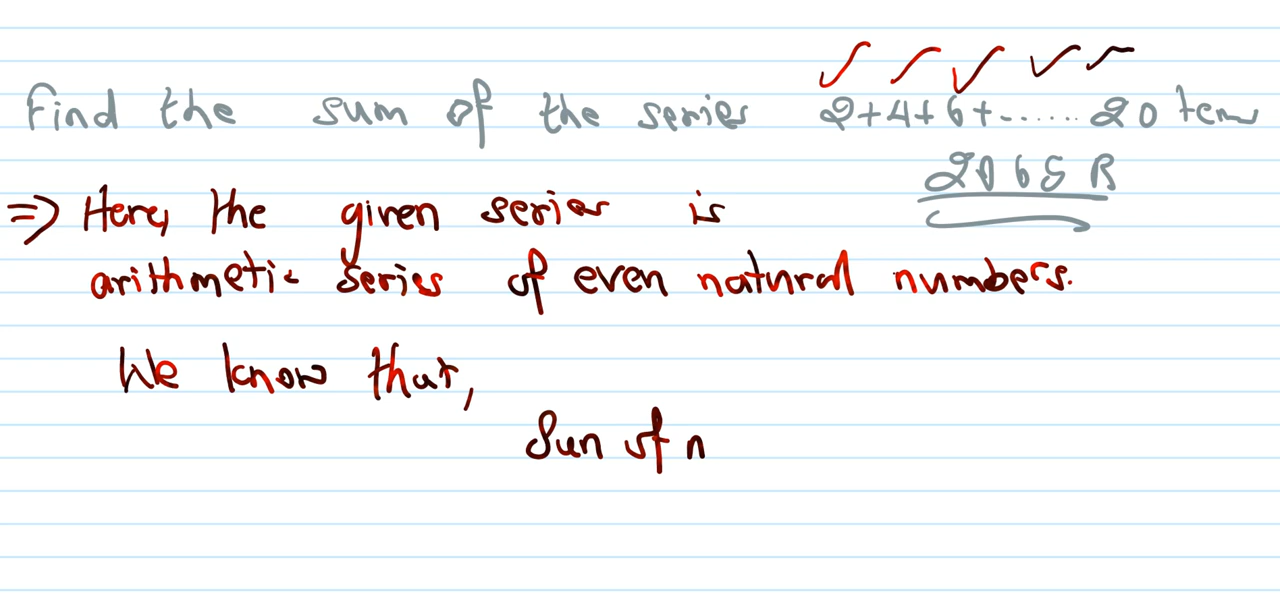 Find the sum of the series 2+4+6+...... 20 term
2065 R
=> Here, the given series is
arithmetic series of even natural numbers.
We know that,
Sun of n